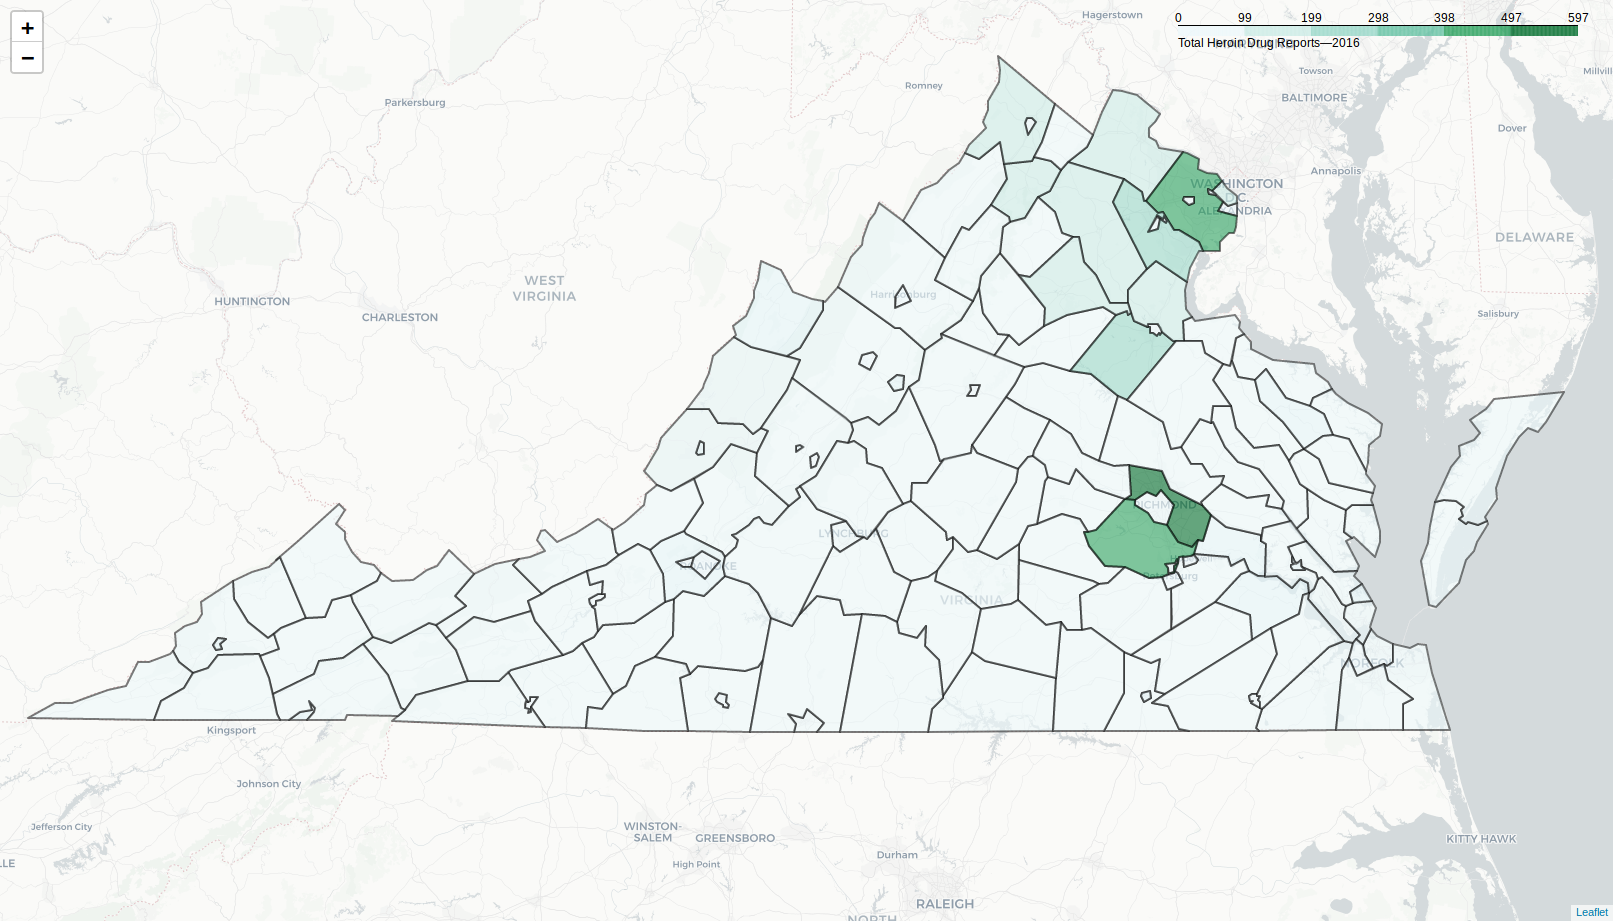 +
−
Hagerstown
0 99 199 298 398 497 597
Total Heroin Drug Reports—2016
Towson
Millvill
Romney
BALTIMORE
Parkersburg
Dover
Annapolis
WASHINGTON
D.C.
ALEXANDRIA
DELAWARE
WEST
VIRGINIA
HUNTINGTON
Harrisonburg
CHARLESTON
Salisbury
RICHMOND
LYNCHBURG
ROANOKE
Petersburg
VIRGINIA
NORFOLK
Kingsport
Johnson City
Jefferson City
WINSTON-
SALEM
GREENSBORO
KITTY HAWK
High Point
Durham
LLE
RALEIGH
NORTH
Leaflet